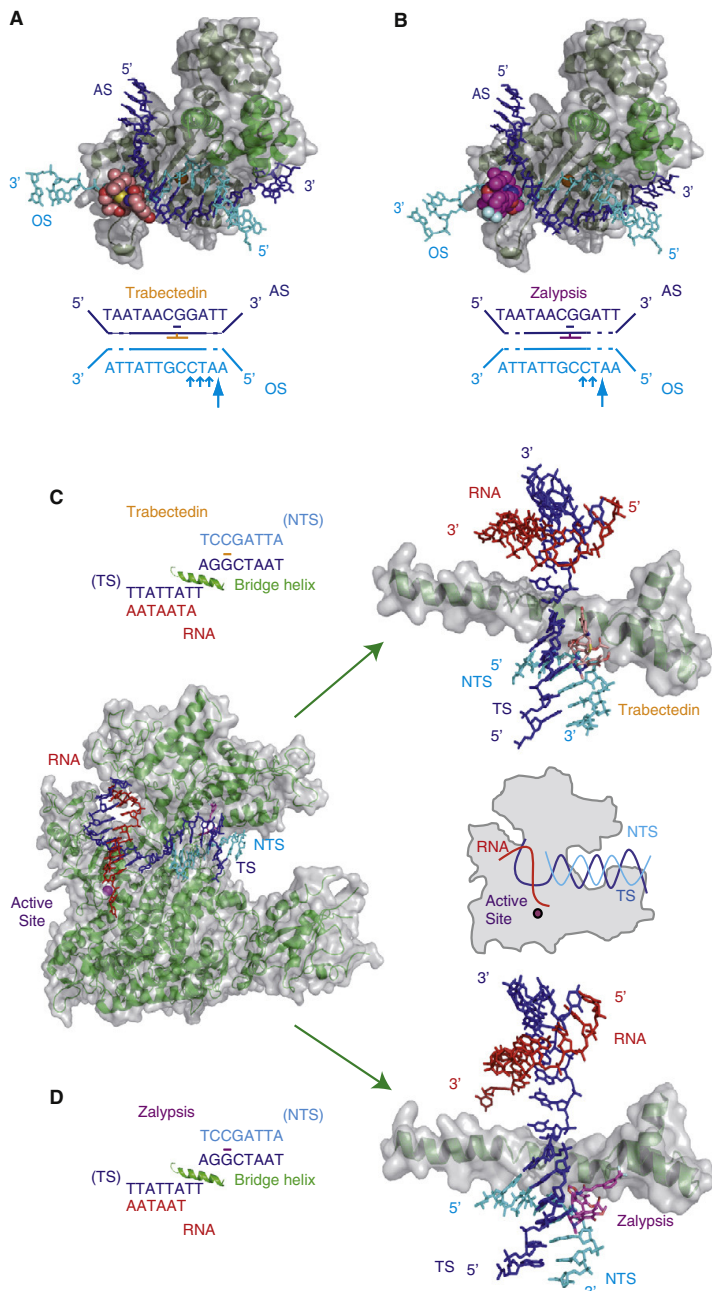 A
5'
AS
3'
3'
OS
5'
Trabectedin
5'
TAATAACGGATT
3'
AS
3'
ATTATTGCCTAA
5'
OS
B
5'
AS
3'
3'
OS
5'
Zalypsis
5'
TAATAACGGATT
3'
AS
3'
ATTATTGCCTAA
5'
OS
C
Trabectedin
(NTS)
TCCGATTA
AGGCTAAT
(TS)
Bridge helix
TTATTATT
AATAATA
RNA
3'
RNA
5'
3'
5'
NTS
TS
Trabectedin
5'
3'
RNA
NTS
TS
Active
Site
RNA
NTS
TS
Active
Site
D
Zalypsis
(NTS)
TCCGATTA
AGGCTAAT
(TS)
Bridge helix
TTATTATT
AATAAT
RNA
3'
5'
RNA
3'
5'
Zalypsis
TS
5'
NTS
3'